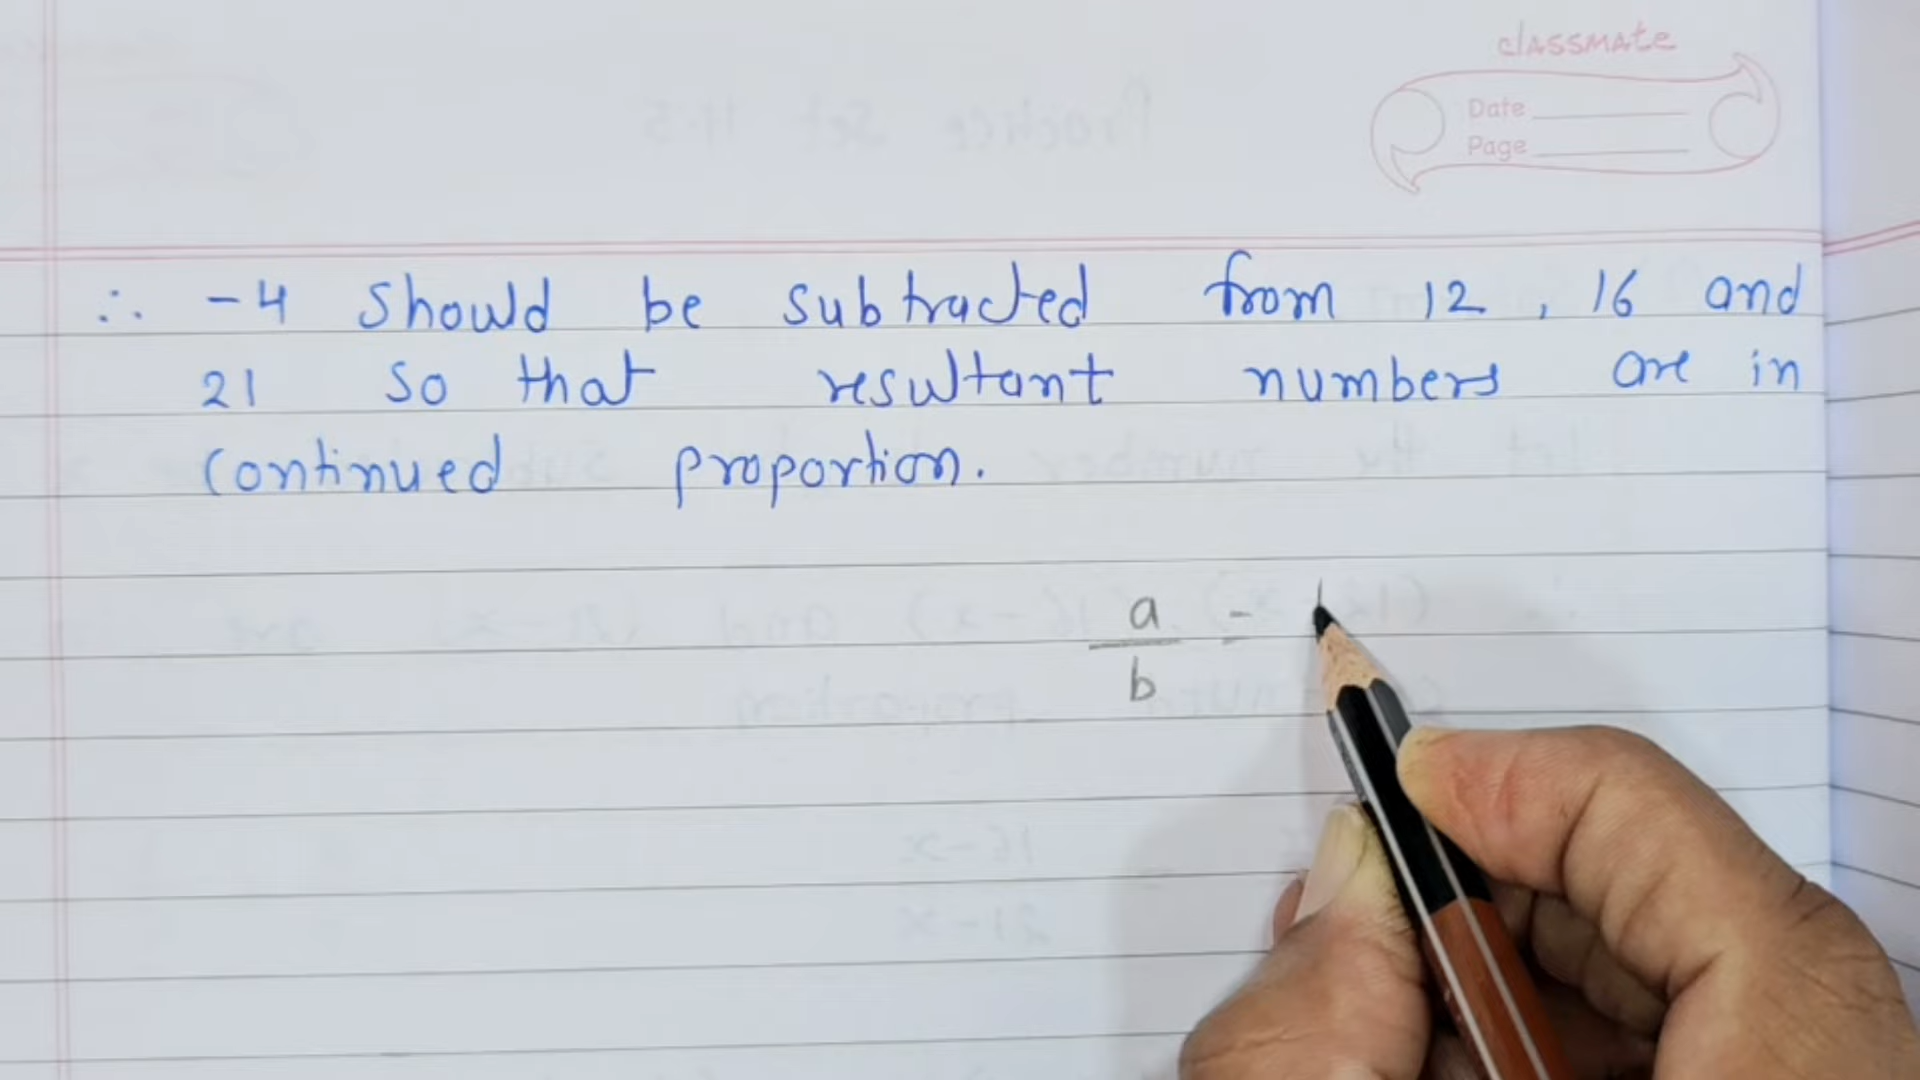 classmate
Date
Page
∴ -4 should be subtracted from 12, 16 and
21 so that resultant numbers are in
continued proportion.
a =
b